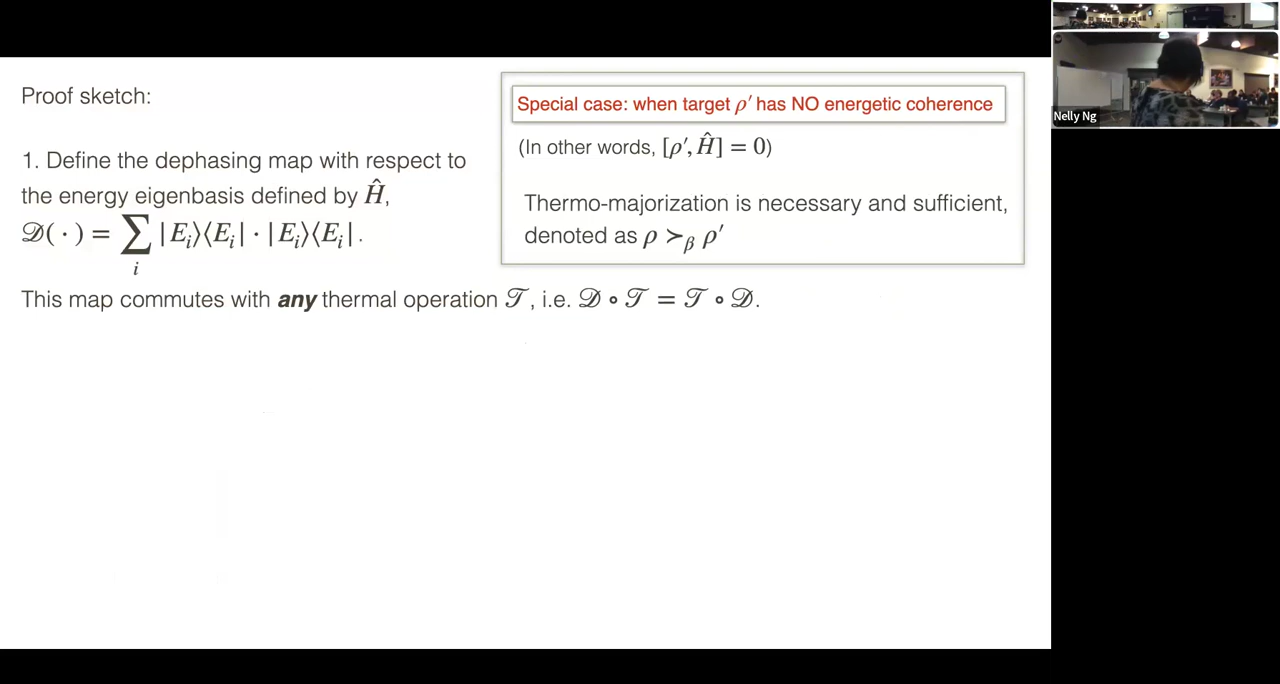 Proof sketch:
1. Define the dephasing map with respect to
the energy eigenbasis defined by Ĥ,
𝒟( · ) = ∑ᵢ |Eᵢ⟩⟨Eᵢ| · |Eᵢ⟩⟨Eᵢ| .
This map commutes with any thermal operation 𝒯, i.e. 𝒟 ∘ 𝒯 = 𝒯 ∘ 𝒟.
Special case: when target ρ′ has NO energetic coherence
(In other words, [ρ′, Ĥ] = 0)
Thermo-majorization is necessary and sufficient,
denoted as ρ ≻_β ρ′
Nelly Ng